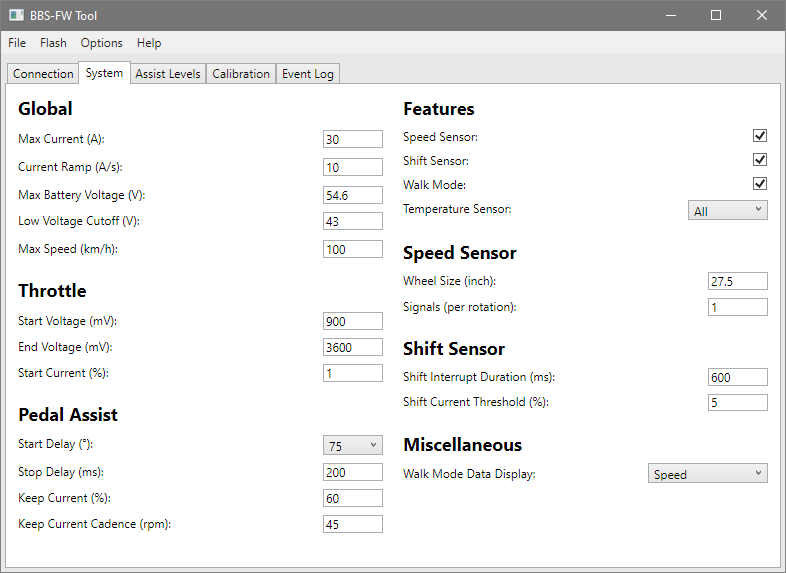 BBS-FW Tool
File Flash Options Help
Connection System Assist Levels Calibration Event Log
Global
Max Current (A): 30
Current Ramp (A/s): 10
Max Battery Voltage (V): 54.6
Low Voltage Cutoff (V): 43
Max Speed (km/h): 100
Throttle
Start Voltage (mV): 900
End Voltage (mV): 3600
Start Current (%): 1
Pedal Assist
Start Delay (°): 75
Stop Delay (ms): 200
Keep Current (%): 60
Keep Current Cadence (rpm): 45
Features
Speed Sensor:
Shift Sensor:
Walk Mode:
Temperature Sensor: All
Speed Sensor
Wheel Size (inch): 27.5
Signals (per rotation): 1
Shift Sensor
Shift Interrupt Duration (ms): 600
Shift Current Threshold (%): 5
Miscellaneous
Walk Mode Data Display: Speed